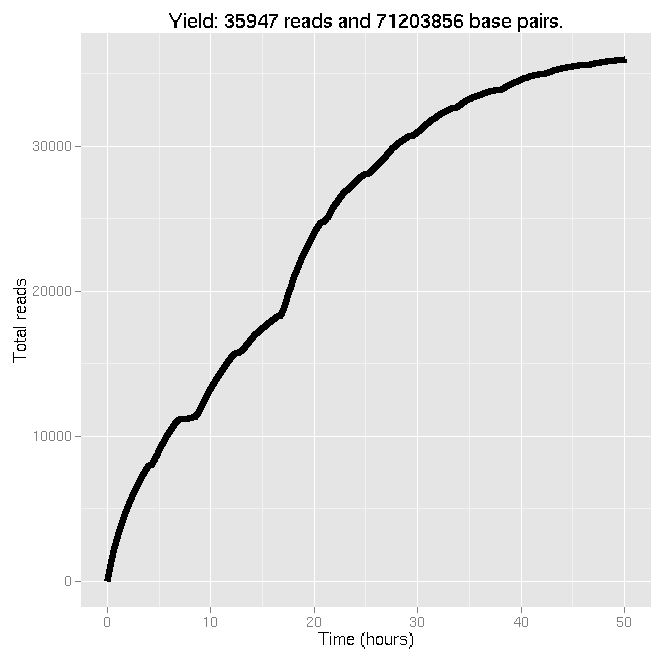 Yield: 35947 reads and 71203856 base pairs.
30000
20000
10000
0
Total reads
0 10 20 30 40 50
Time (hours)